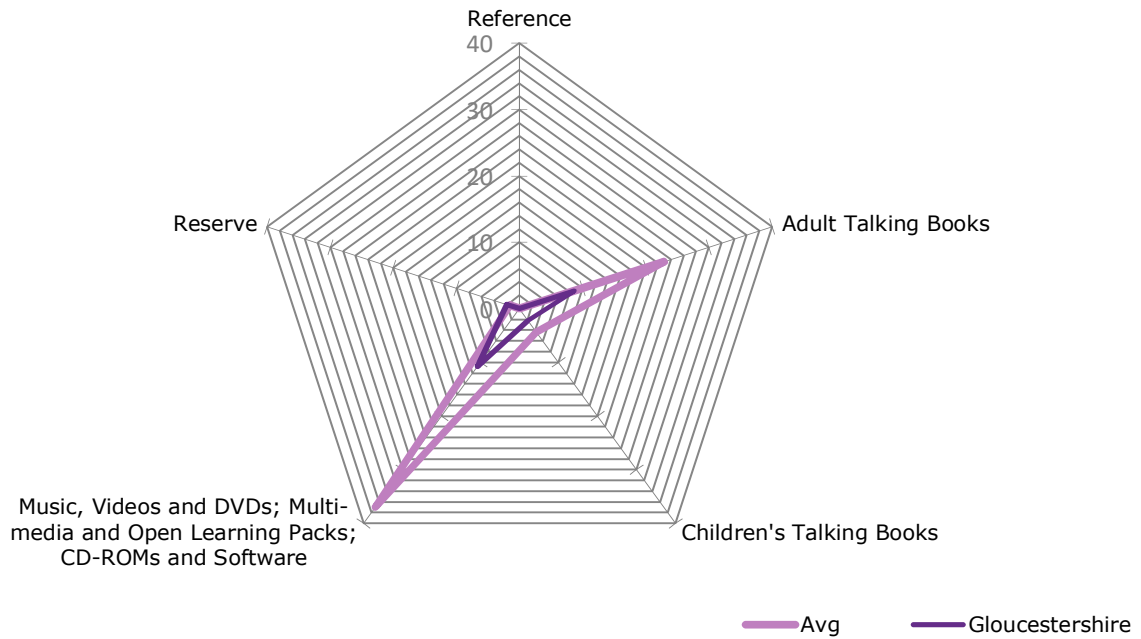 Reference
40
30
20
10
0
Reserve
Adult Talking Books
Music, Videos and DVDs; Multi-
media and Open Learning Packs;
CD-ROMs and Software
Children's Talking Books
Avg
Gloucestershire